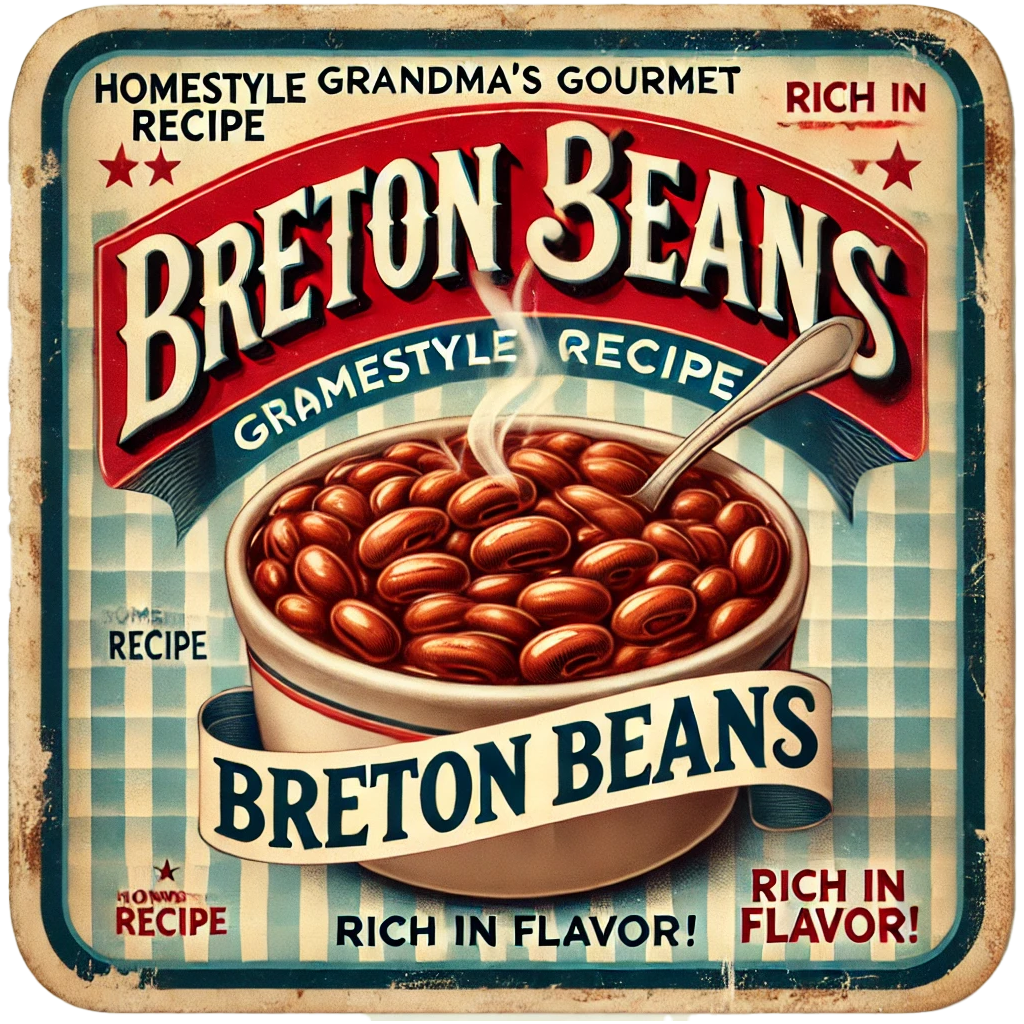 HOMESTYLE
RECIPE
GRANDMA'S GOURMET
RICH IN
BRETON BEANS
GRAMESTYLE RECIPE
RECIPE
BRETON BEANS
RECIPE
RICH IN FLAVOR!
RICH IN
FLAVOR!